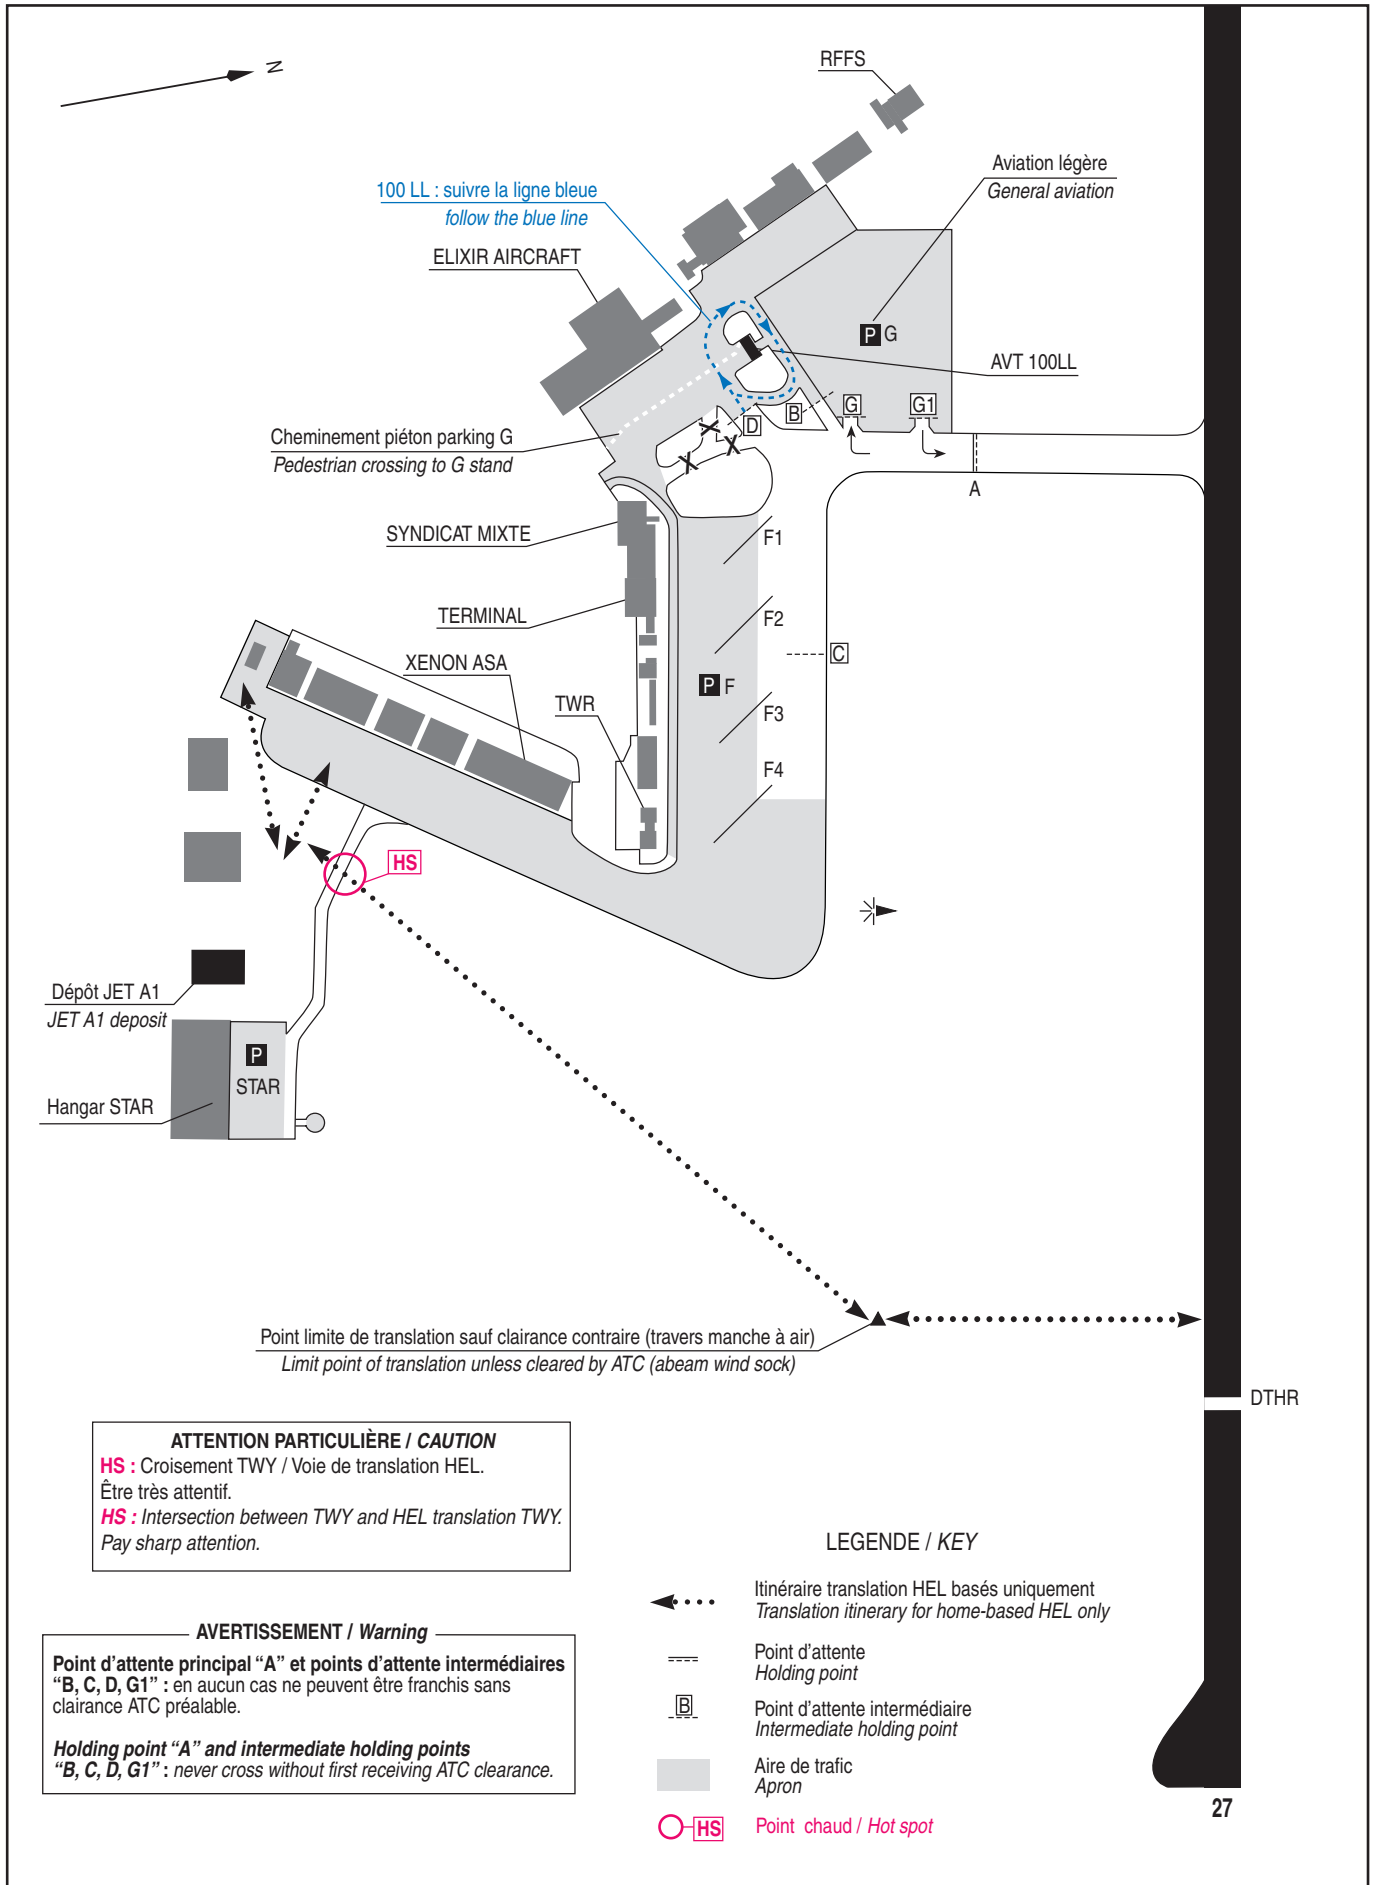 N
RFFS
Aviation légère
General aviation
100 LL : suivre la ligne bleue
follow the blue line
ELIXIR AIRCRAFT
P G
AVT 100LL
G
G1
B
D
Cheminement piéton parking G
Pedestrian crossing to G stand
A
SYNDICAT MIXTE
F1
TERMINAL
F2
C
XENON ASA
P F
TWR
F3
F4
HS
Dépôt JET A1
JET A1 deposit
P
STAR
Hangar STAR
Point limite de translation sauf clairance contraire (travers manche à air)
Limit point of translation unless cleared by ATC (abeam wind sock)
DTHR
ATTENTION PARTICULIÈRE / CAUTION
HS : Croisement TWY / Voie de translation HEL.
Être très attentif.
HS : Intersection between TWY and HEL translation TWY.
Pay sharp attention.
AVERTISSEMENT / Warning
Point d'attente principal “A” et points d'attente intermédiaires
“B, C, D, G1” : en aucun cas ne peuvent être franchis sans
clairance ATC préalable.
Holding point “A” and intermediate holding points
“B, C, D, G1” : never cross without first receiving ATC clearance.
LEGENDE / KEY
Itinéraire translation HEL basés uniquement
Translation itinerary for home-based HEL only
Point d'attente
Holding point
B
Point d'attente intermédiaire
Intermediate holding point
Aire de trafic
Apron
HS
Point chaud / Hot spot
27